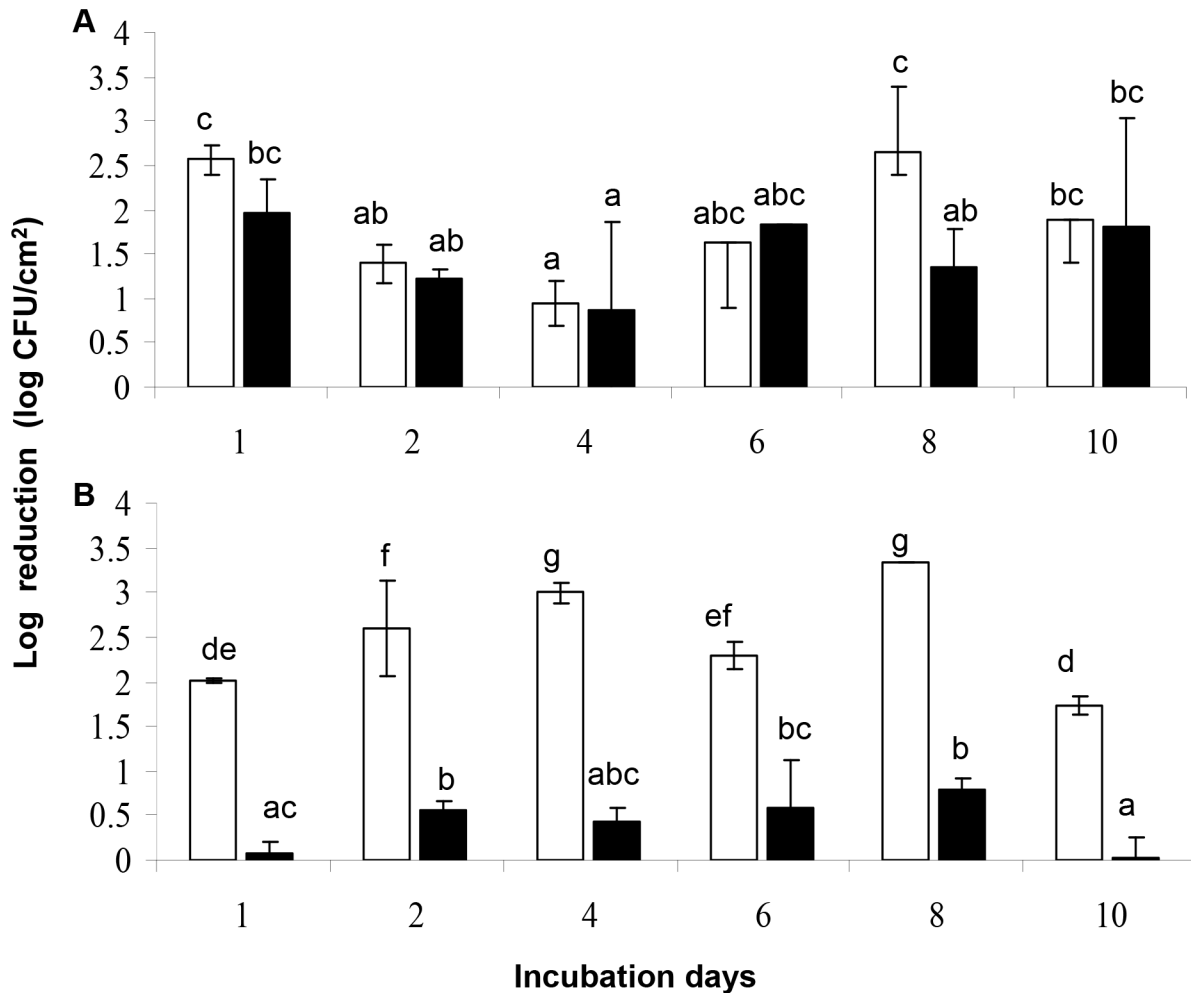 A
4
3.5
3
2.5
2
1.5
1
0.5
0
c
bc
ab
ab
a
a
abc
abc
c
ab
bc
bc
1 2 4 6 8 10
Log reduction (log CFU/cm²)
B
4
3.5
3
2.5
2
1.5
1
0.5
0
de
ac
f
b
g
abc
ef
bc
g
b
d
a
1 2 4 6 8 10
Incubation days